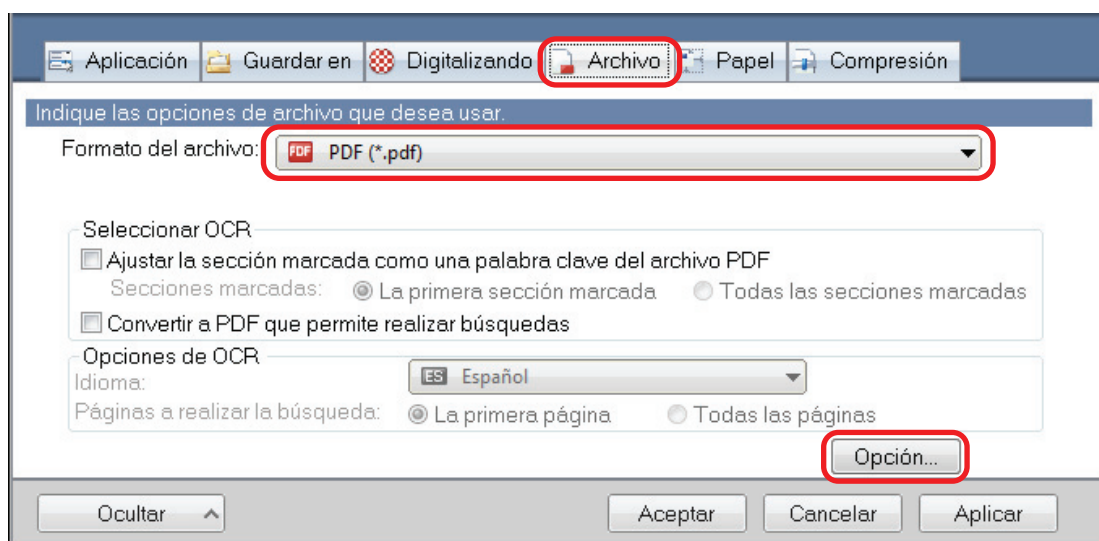 Aplicación Guardar en Digitalizando Archivo Papel Compresión
Indique las opciones de archivo que desea usar.
Formato del archivo: PDF PDF (*.pdf)
Seleccionar OCR
Ajustar la sección marcada como una palabra clave del archivo PDF
Secciones marcadas: La primera sección marcada Todas las secciones marcadas
Convertir a PDF que permite realizar búsquedas
Opciones de OCR
Idioma: ES Español
Páginas a realizar la búsqueda: La primera página Todas las páginas
Opción...
Ocultar Aceptar Cancelar Aplicar